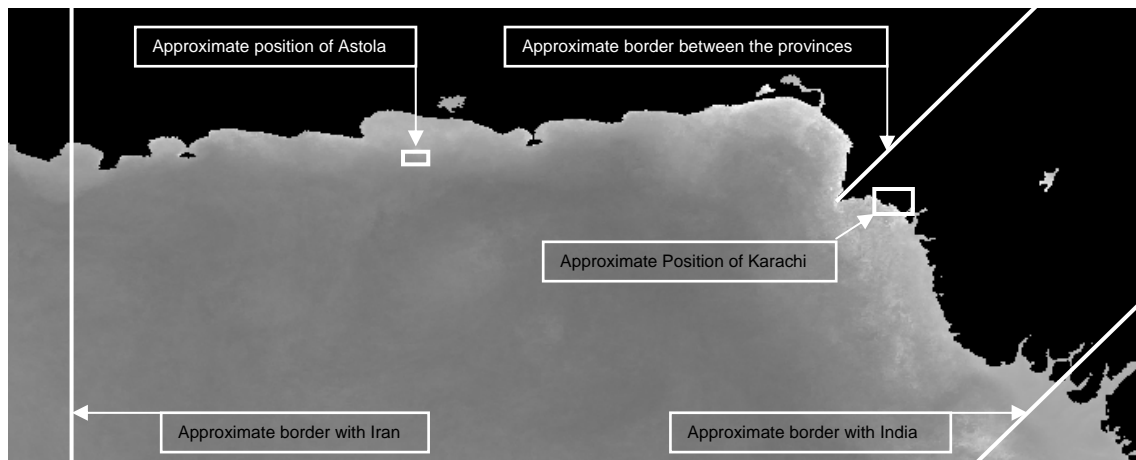 Approximate position of Astola
Approximate border between the provinces
Approximate Position of Karachi
Approximate border with Iran
Approximate border with India